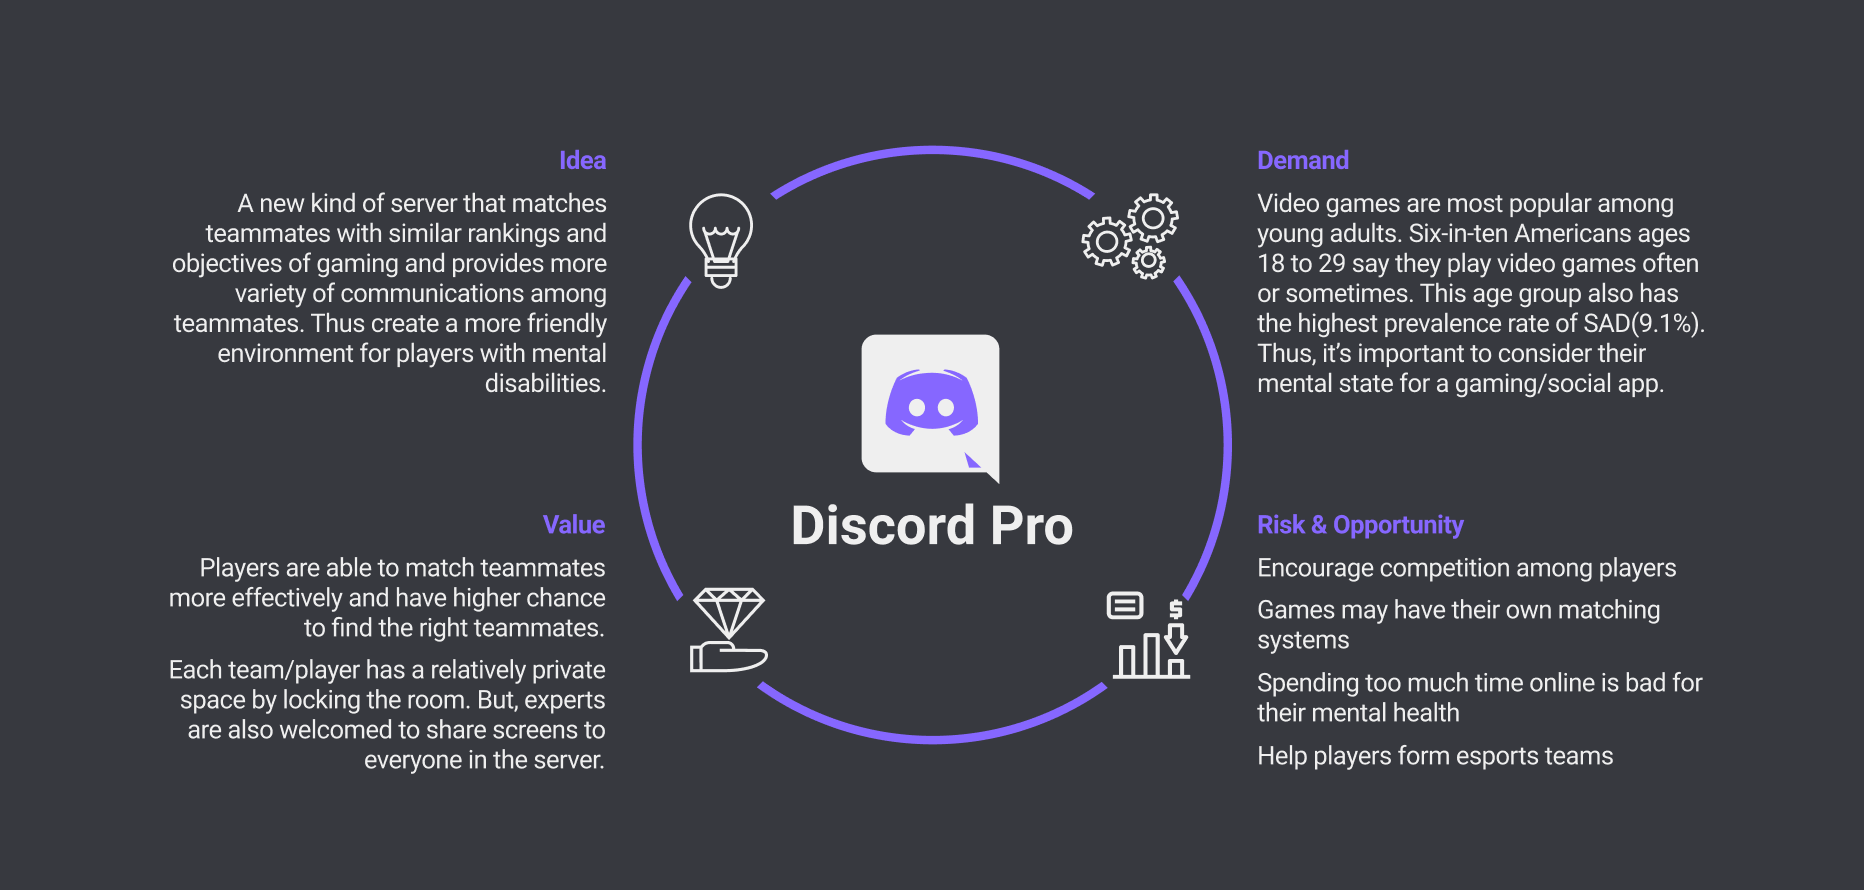 Idea
A new kind of server that matches
teammates with similar rankings and
objectives of gaming and provides more
variety of communications among
teammates. Thus create a more friendly
environment for players with mental
disabilities.
Demand
Video games are most popular among
young adults. Six-in-ten Americans ages
18 to 29 say they play video games often
or sometimes. This age group also has
the highest prevalence rate of SAD(9.1%).
Thus, it’s important to consider their
mental state for a gaming/social app.
Discord Pro
Value
Players are able to match teammates
more effectively and have higher chance
to find the right teammates.
Each team/player has a relatively private
space by locking the room. But, experts
are also welcomed to share screens to
everyone in the server.
Risk & Opportunity
Encourage competition among players
Games may have their own matching
systems
Spending too much time online is bad for
their mental health
Help players form esports teams
$